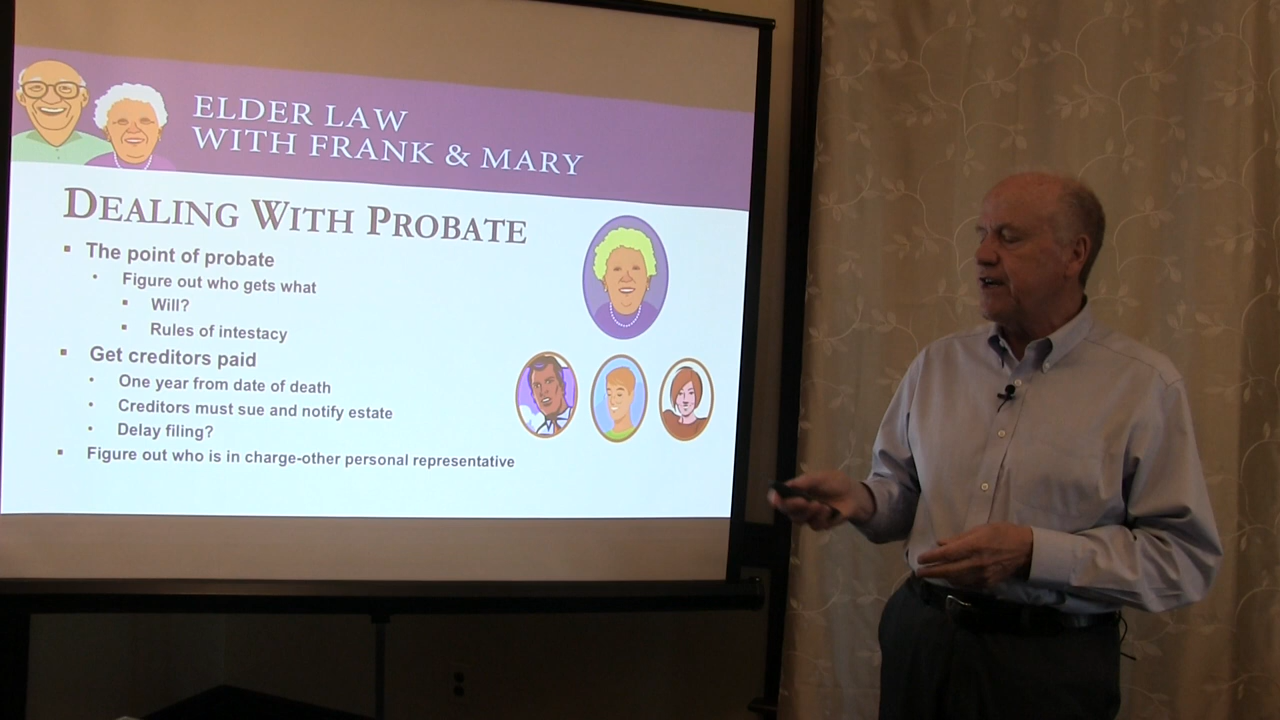 ELDER LAW
WITH FRANK & MARY
DEALING WITH PROBATE
The point of probate
Figure out who gets what
Will?
Rules of intestacy
Get creditors paid
One year from date of death
Creditors must sue and notify estate
Delay filing?
Figure out who is in charge-other personal representative